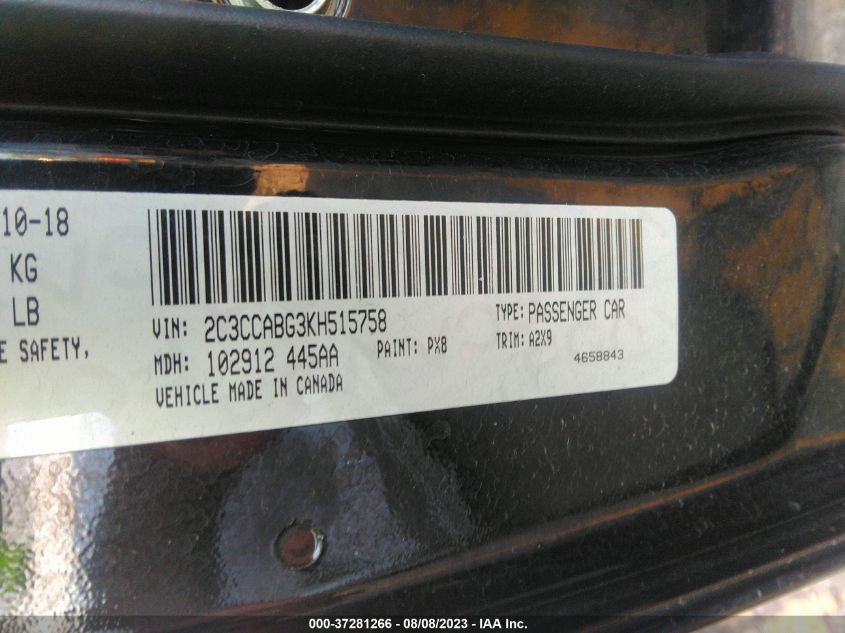 10-18
KG
LB
E SAFETY,
VIN: 2C3CCABG3KH515758
TYPE: PASSENGER CAR
MDH: 102912 445AA
PAINT: PX8
TRIM: A2X9
4658843
VEHICLE MADE IN CANADA
000-37281266 - 08/08/2023 - IAA Inc.